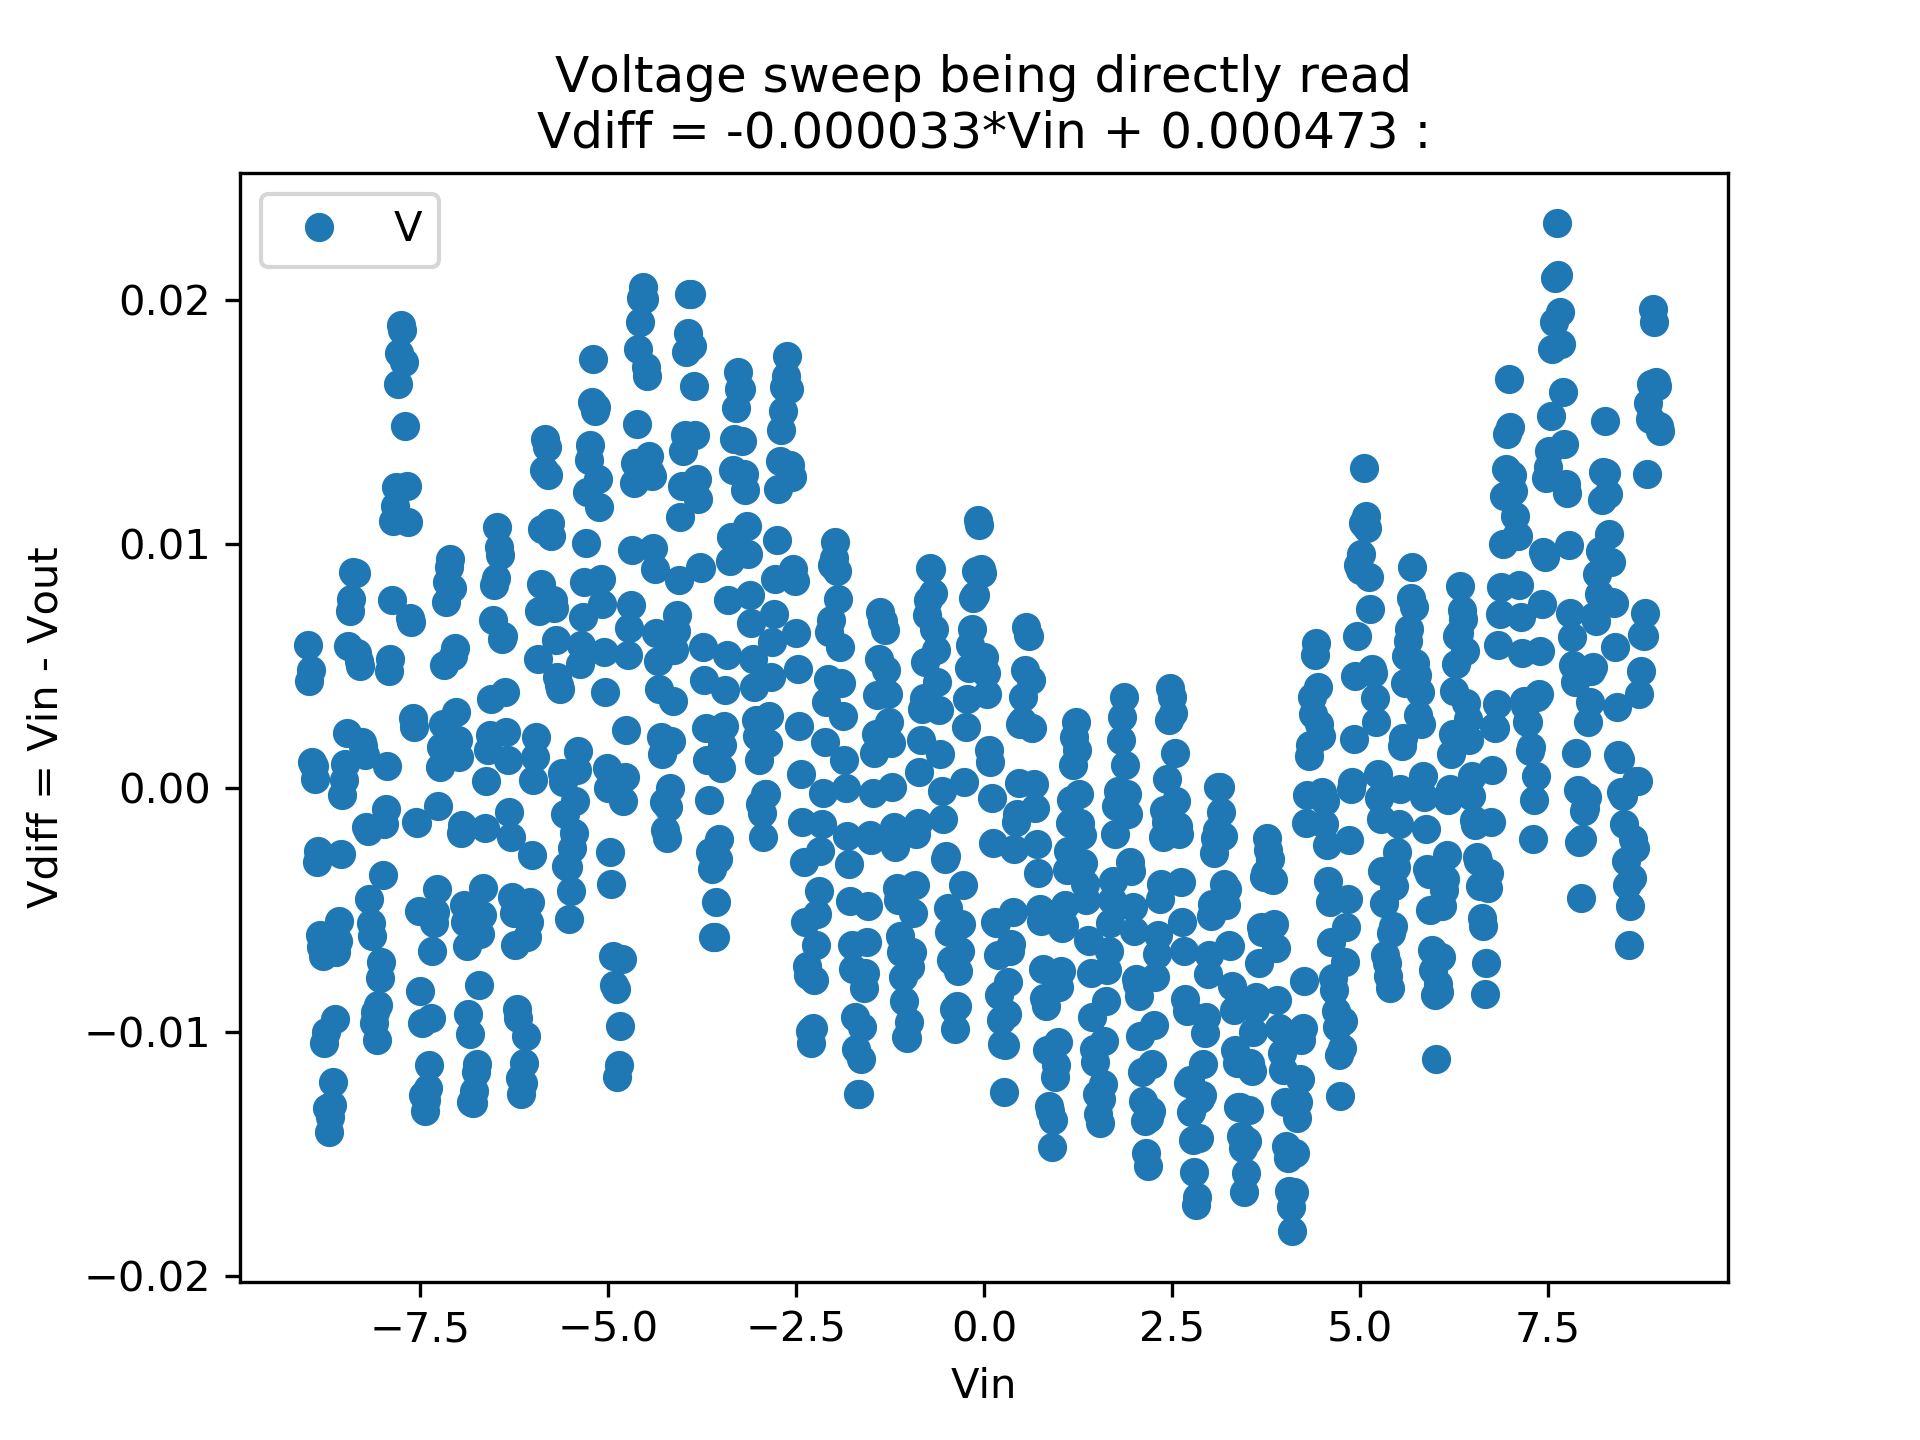 Voltage sweep being directly read
Vdiff = -0.000033*Vin + 0.000473 :
V
0.02
0.01
0.00
−0.01
−0.02
Vdiff = Vin - Vout
−7.5 −5.0 −2.5 0.0 2.5 5.0 7.5
Vin